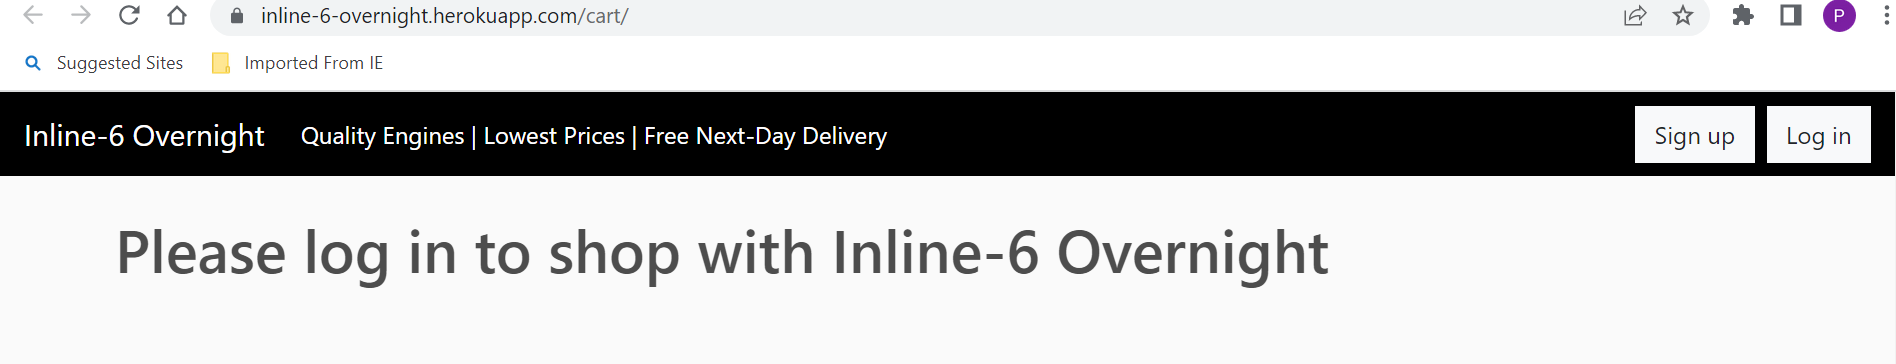 inline-6-overnight.herokuapp.com/cart/
P
Suggested Sites Imported From IE
Inline-6 Overnight Quality Engines | Lowest Prices | Free Next-Day Delivery Sign up Log in
Please log in to shop with Inline-6 Overnight